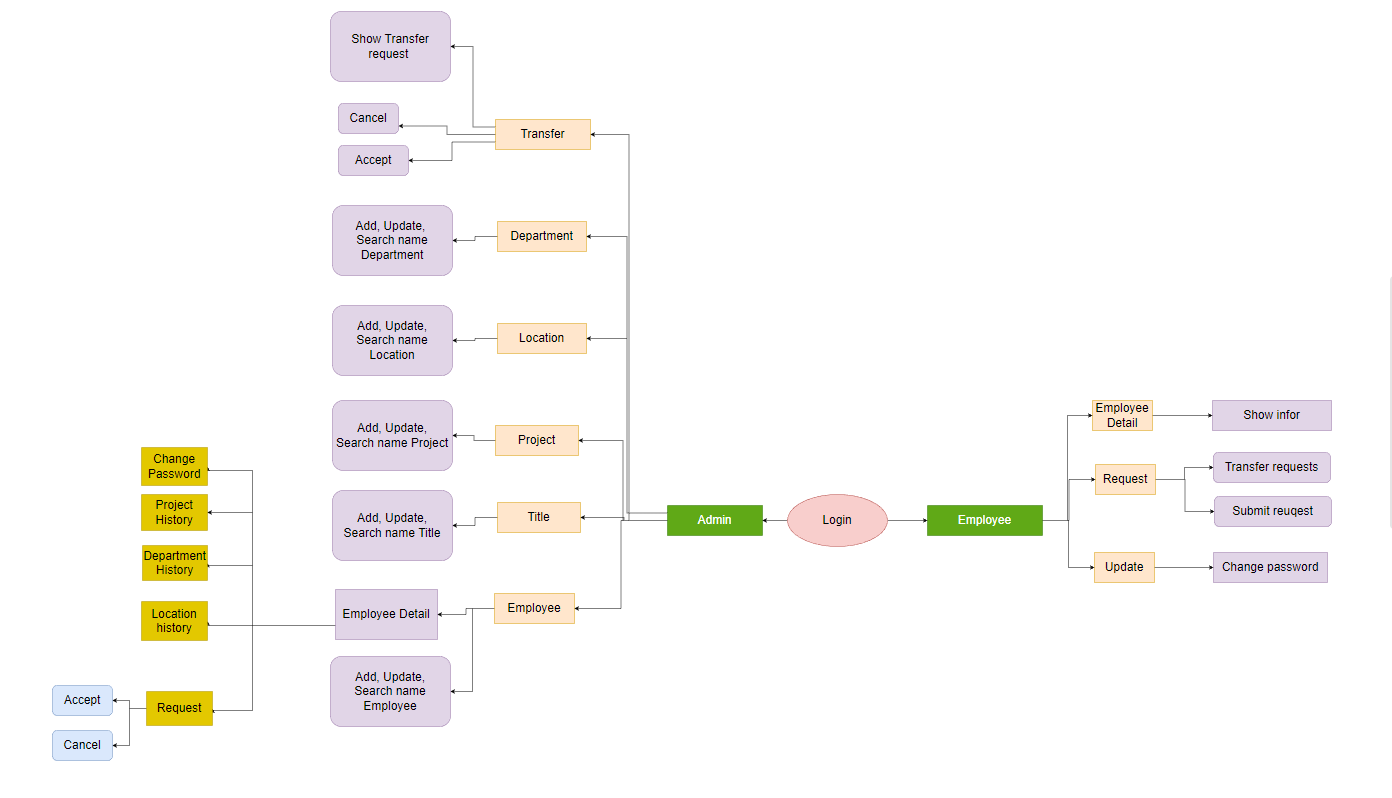 Show Transfer
request
Cancel
Accept
Transfer
Add, Update,
Search name
Department
Department
Add, Update,
Search name
Location
Location
Add, Update,
Search name Project
Project
Add, Update,
Search name Title
Title
Employee Detail
Employee
Add, Update,
Search name
Employee
Change
Password
Project
History
Department
History
Location
history
Request
Accept
Cancel
Admin
Login
Employee
Employee
Detail
Show infor
Request
Transfer requests
Submit reuqest
Update
Change password